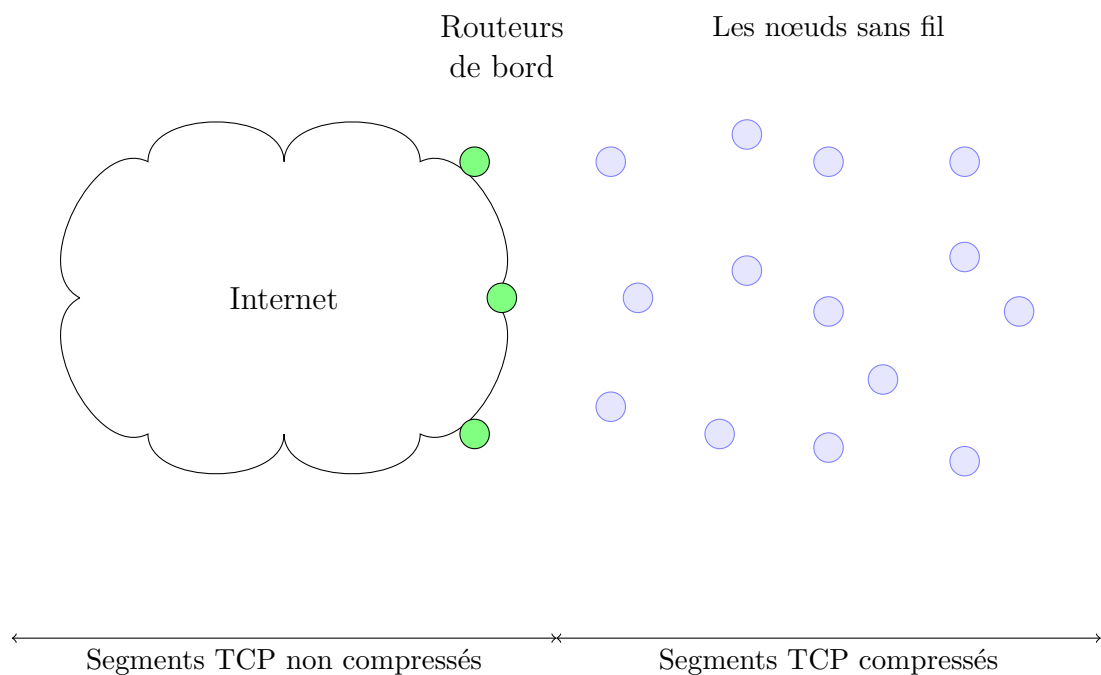 Routeurs
de bord
Les nœuds sans fil
Internet
Segments TCP non compressés
Segments TCP compressés